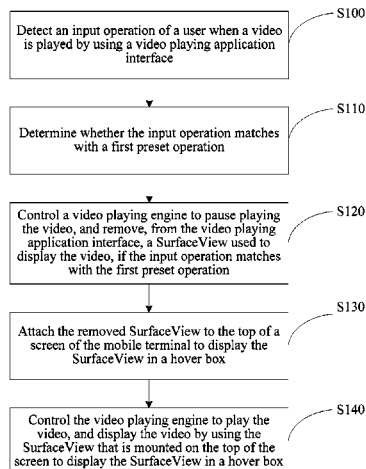 S100
Detect an input operation of a user when a video
is played by using a video playing application
interface
S110
Determine whether the input operation matches
with a first preset operation
S120
Control a video playing engine to pause playing
the video, and remove, from the video playing
application interface, a SurfaceView used to
display the video, if the input operation matches
with the first preset operation
S130
Attach the removed SurfaceView to the top of a
screen of the mobile terminal to display the
SurfaceView in a hover box
S140
Control the video playing engine to play the
video, and display the video by using the
SurfaceView that is mounted on the top of the
screen to display the SurfaceView in a hover box